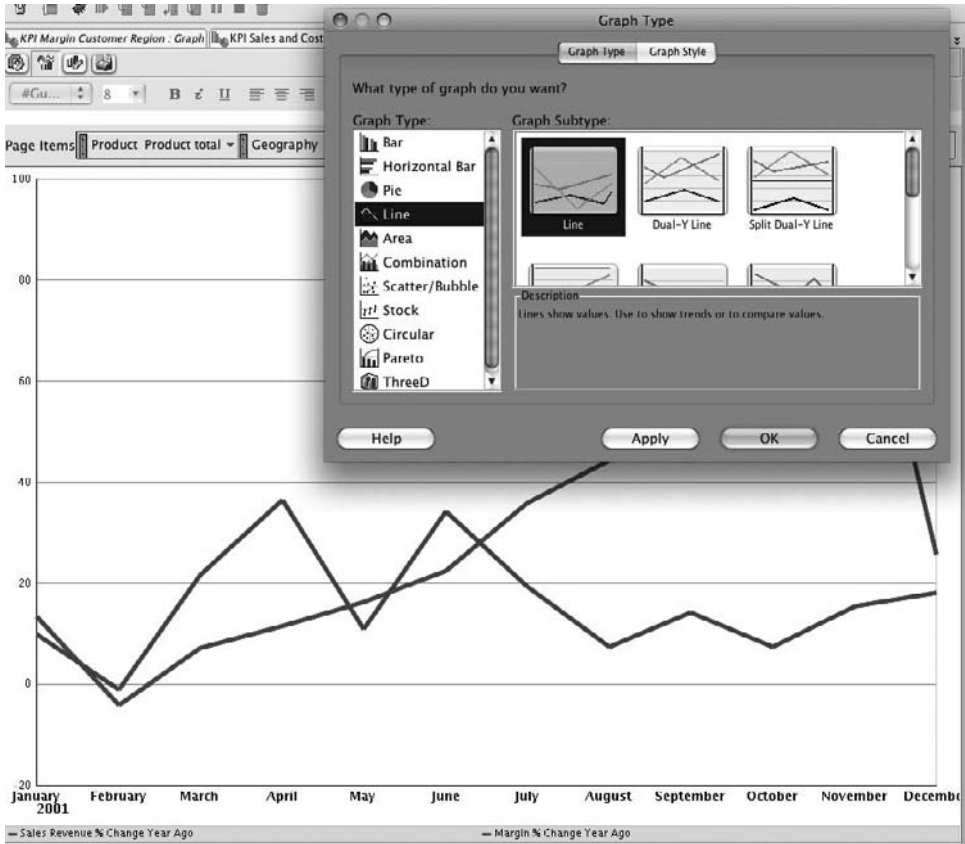 Graph Type
KPI Margin Customer Region : Graph
KPI Sales and Cost
Graph Type
Graph Style
#Gu...
8
B
U
What type of graph do you want?
Graph Type:
Graph Subtype:
Page Items
Product Product total
Geography
Bar
Horizontal Bar
Pie
Line
Area
Combination
Scatter/Bubble
Stock
Circular
Pareto
ThreeD
Line
Dual-Y Line
Split Dual-Y Line
Description
Lines show values. Use to show trends or to compare values.
Help
Apply
OK
Cancel
100
80
60
40
20
0
-20
January
February
March
April
May
June
July
August
September
October
November
Decembe
2001
Sales Revenue % Change Year Ago
Margin % Change Year Ago